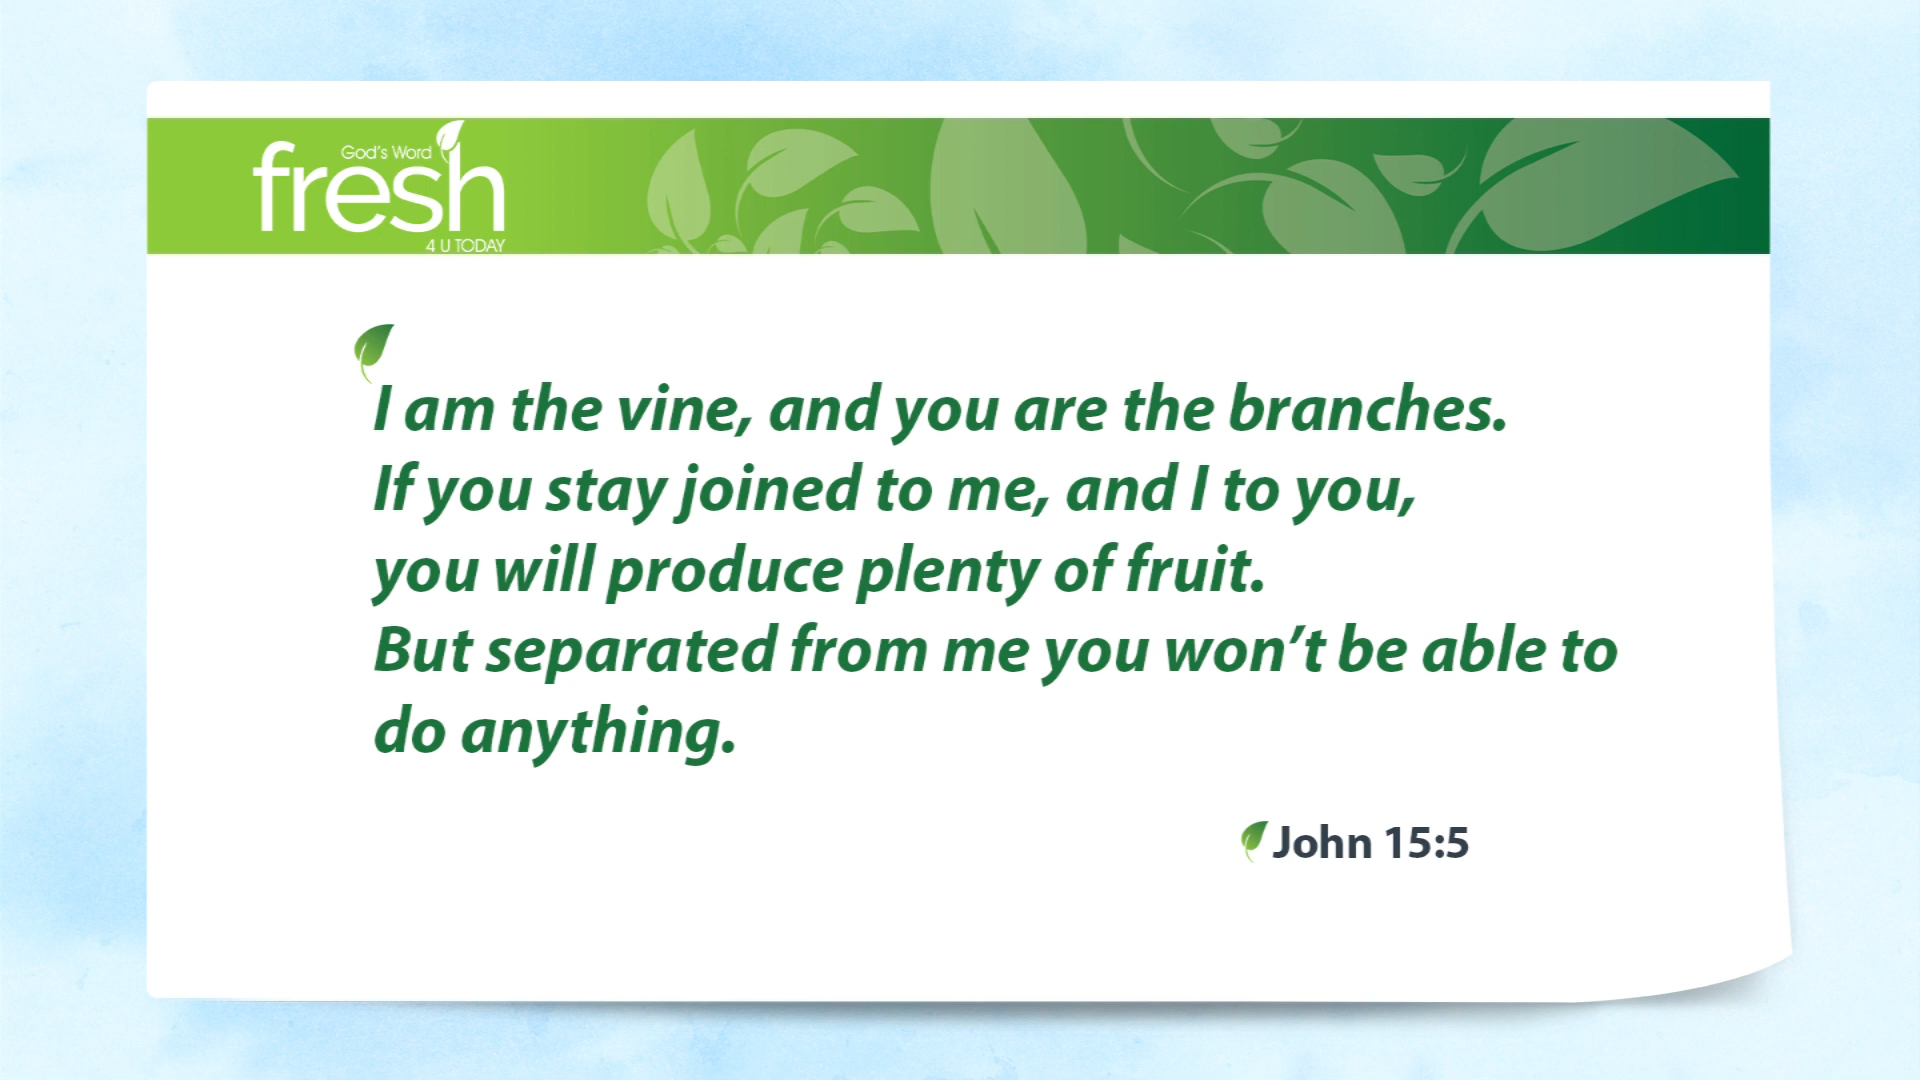 God's Word
fresh
4 U TODAY
I am the vine, and you are the branches.
If you stay joined to me, and I to you,
you will produce plenty of fruit.
But separated from me you won’t be able to
do anything.
John 15:5